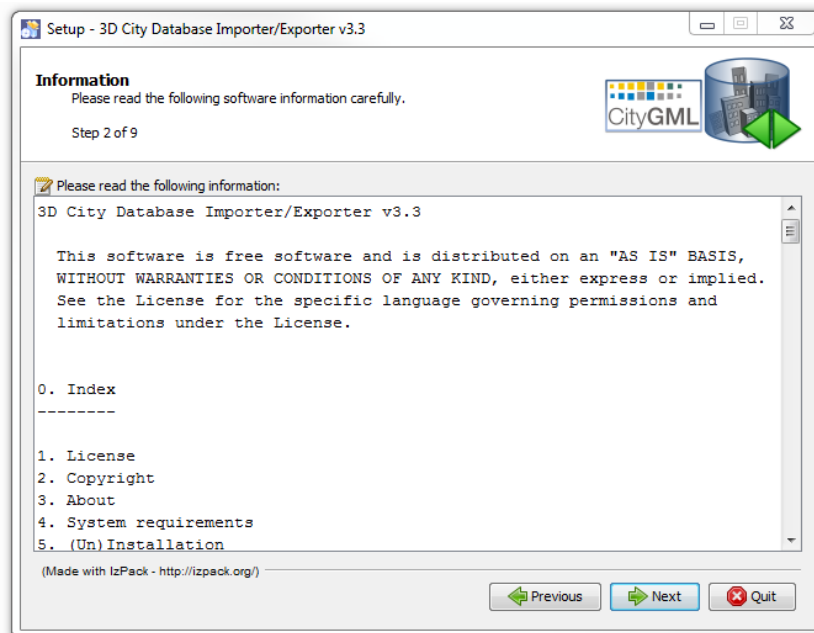 Setup - 3D City Database Importer/Exporter v3.3
Information
Please read the following software information carefully.
Step 2 of 9
CityGML
Please read the following information:
3D City Database Importer/Exporter v3.3
This software is free software and is distributed on an "AS IS" BASIS,
WITHOUT WARRANTIES OR CONDITIONS OF ANY KIND, either express or implied.
See the License for the specific language governing permissions and
limitations under the License.
0. Index
--------
1. License
2. Copyright
3. About
4. System requirements
5. (Un)Installation
(Made with IzPack - http://izpack.org/)
Previous
Next
Quit